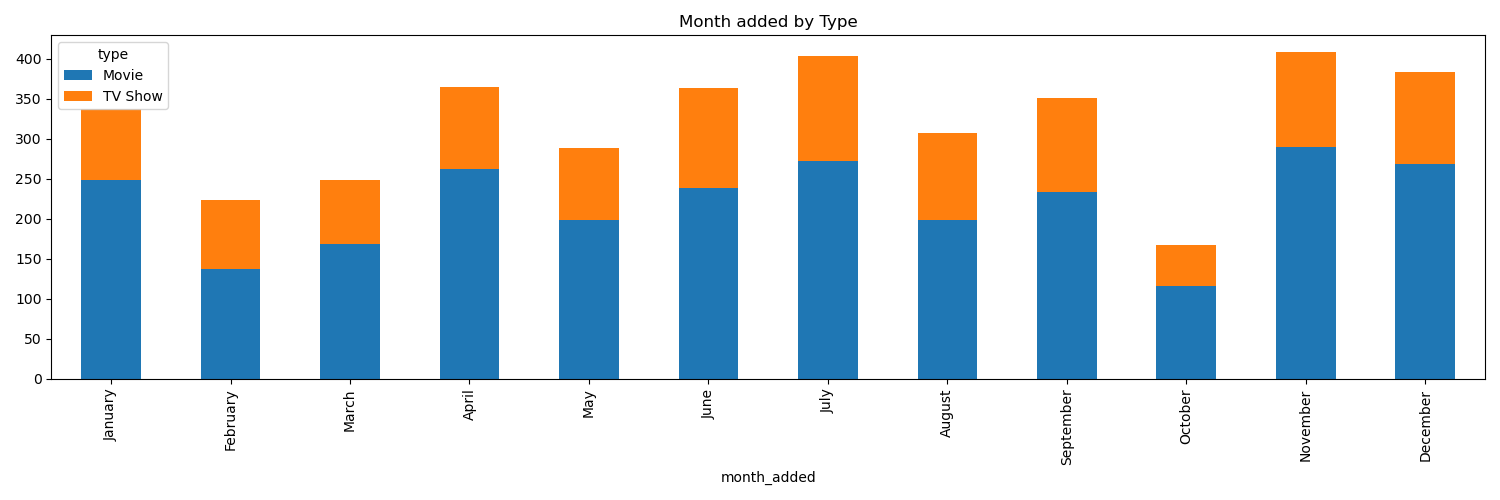 Month added by Type
type
Movie
TV Show
400
350
300
250
200
150
100
50
0
January
February
March
April
May
June
July
August
September
October
November
December
month_added